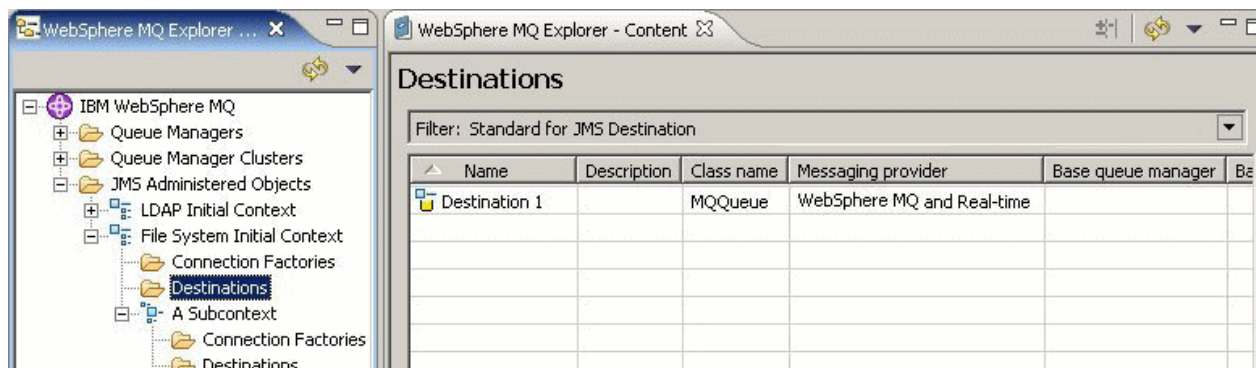 WebSphere MQ Explorer ...
IBM WebSphere MQ
Queue Managers
Queue Manager Clusters
JMS Administered Objects
LDAP Initial Context
File System Initial Context
Connection Factories
Destinations
A Subcontext
Connection Factories
Destinations
WebSphere MQ Explorer - Content
Destinations
Filter: Standard for JMS Destination
Name Description Class name Messaging provider Base queue manager Ba
Destination 1 MQQueue WebSphere MQ and Real-time